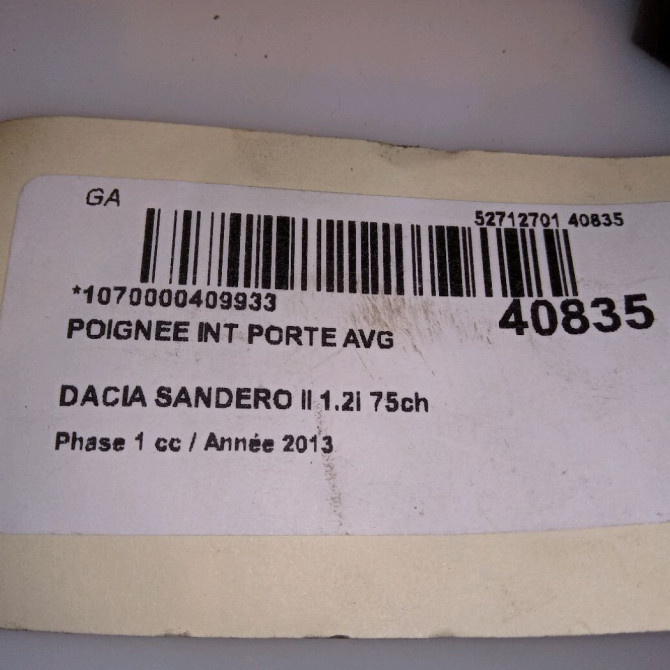 GA
52712701 40835
*1070000409933
40835
POIGNEE INT PORTE AVG
DACIA SANDERO II 1.2i 75ch
Phase 1 cc / Année 2013